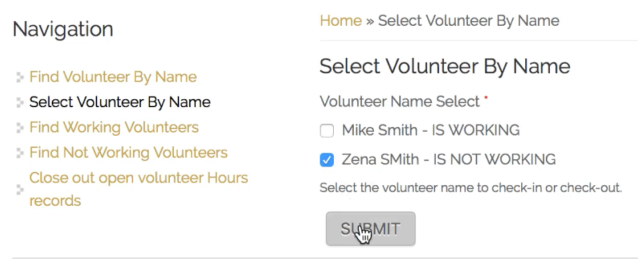 Navigation
Find Volunteer By Name
Select Volunteer By Name
Find Working Volunteers
Find Not Working Volunteers
Close out open volunteer Hours
records
Home » Select Volunteer By Name
Select Volunteer By Name
Volunteer Name Select *
Mike Smith - IS WORKING
Zena SMith - IS NOT WORKING
Select the volunteer name to check-in or check-out.
SUBMIT